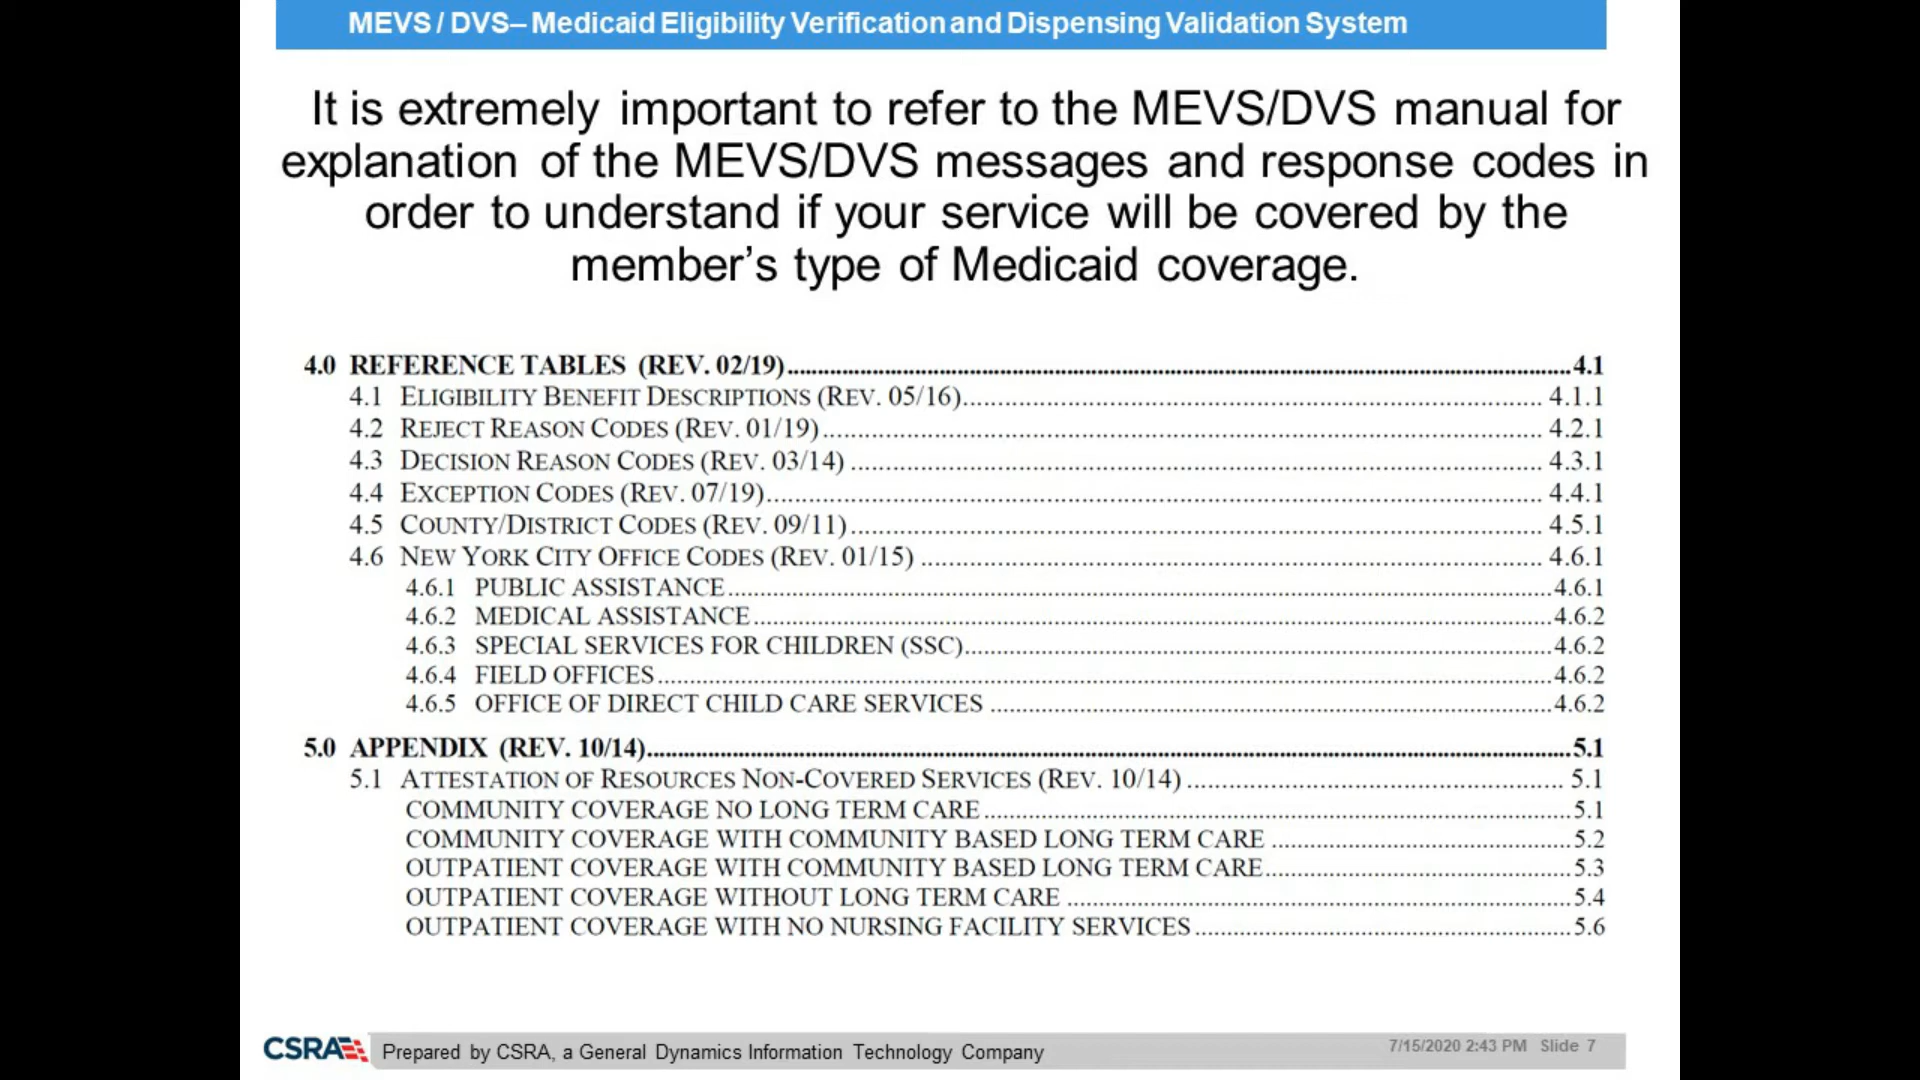 MEVS / DVS– Medicaid Eligibility Verification and Dispensing Validation System
It is extremely important to refer to the MEVS/DVS manual for
explanation of the MEVS/DVS messages and response codes in
order to understand if your service will be covered by the
member’s type of Medicaid coverage.
4.0 REFERENCE TABLES (REV. 02/19)....................4.1
4.1 ELIGIBILITY BENEFIT DESCRIPTIONS (REV. 05/16).................... 4.1.1
4.2 REJECT REASON CODES (REV. 01/19).................... 4.2.1
4.3 DECISION REASON CODES (REV. 03/14) .................... 4.3.1
4.4 EXCEPTION CODES (REV. 07/19).................... 4.4.1
4.5 COUNTY/DISTRICT CODES (REV. 09/11).................... 4.5.1
4.6 NEW YORK CITY OFFICE CODES (REV. 01/15) .................... 4.6.1
4.6.1 PUBLIC ASSISTANCE....................4.6.1
4.6.2 MEDICAL ASSISTANCE....................4.6.2
4.6.3 SPECIAL SERVICES FOR CHILDREN (SSC)....................4.6.2
4.6.4 FIELD OFFICES....................4.6.2
4.6.5 OFFICE OF DIRECT CHILD CARE SERVICES ....................4.6.2
5.0 APPENDIX (REV. 10/14)....................5.1
5.1 ATTESTATION OF RESOURCES NON-COVERED SERVICES (REV. 10/14) .................... 5.1
COMMUNITY COVERAGE NO LONG TERM CARE ....................5.1
COMMUNITY COVERAGE WITH COMMUNITY BASED LONG TERM CARE ....................5.2
OUTPATIENT COVERAGE WITH COMMUNITY BASED LONG TERM CARE....................5.3
OUTPATIENT COVERAGE WITHOUT LONG TERM CARE ....................5.4
OUTPATIENT COVERAGE WITH NO NURSING FACILITY SERVICES....................5.6
CSRA Prepared by CSRA, a General Dynamics Information Technology Company
7/15/2020 2:43 PM Slide 7